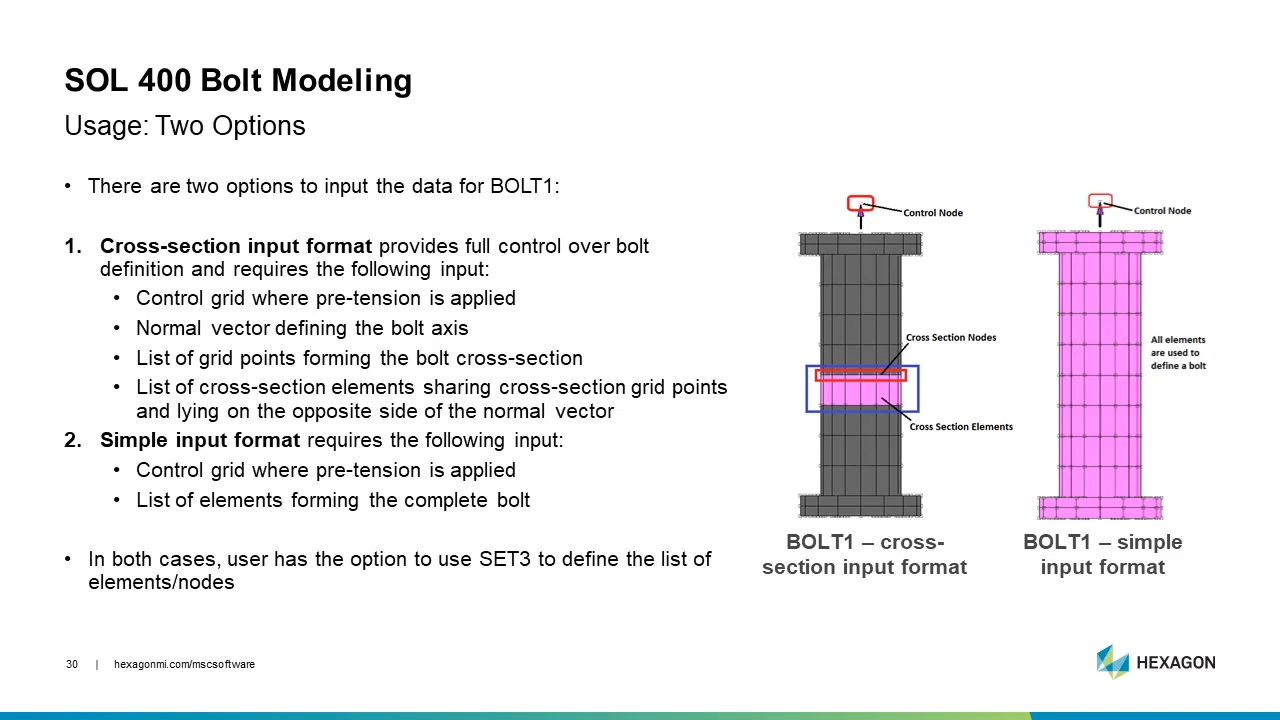 SOL 400 Bolt Modeling
Usage: Two Options
• There are two options to input the data for BOLT1:
1. Cross-section input format provides full control over bolt
definition and requires the following input:
• Control grid where pre-tension is applied
• Normal vector defining the bolt axis
• List of grid points forming the bolt cross-section
• List of cross-section elements sharing cross-section grid points
and lying on the opposite side of the normal vector
2. Simple input format requires the following input:
• Control grid where pre-tension is applied
• List of elements forming the complete bolt
• In both cases, user has the option to use SET3 to define the list of
elements/nodes
Control Node
Cross Section Nodes
Cross Section Elements
BOLT1 – cross-
section input format
Control Node
All elements
are used to
define a bolt
BOLT1 – simple
input format
30 | hexagonmi.com/mscsoftware
HEXAGON